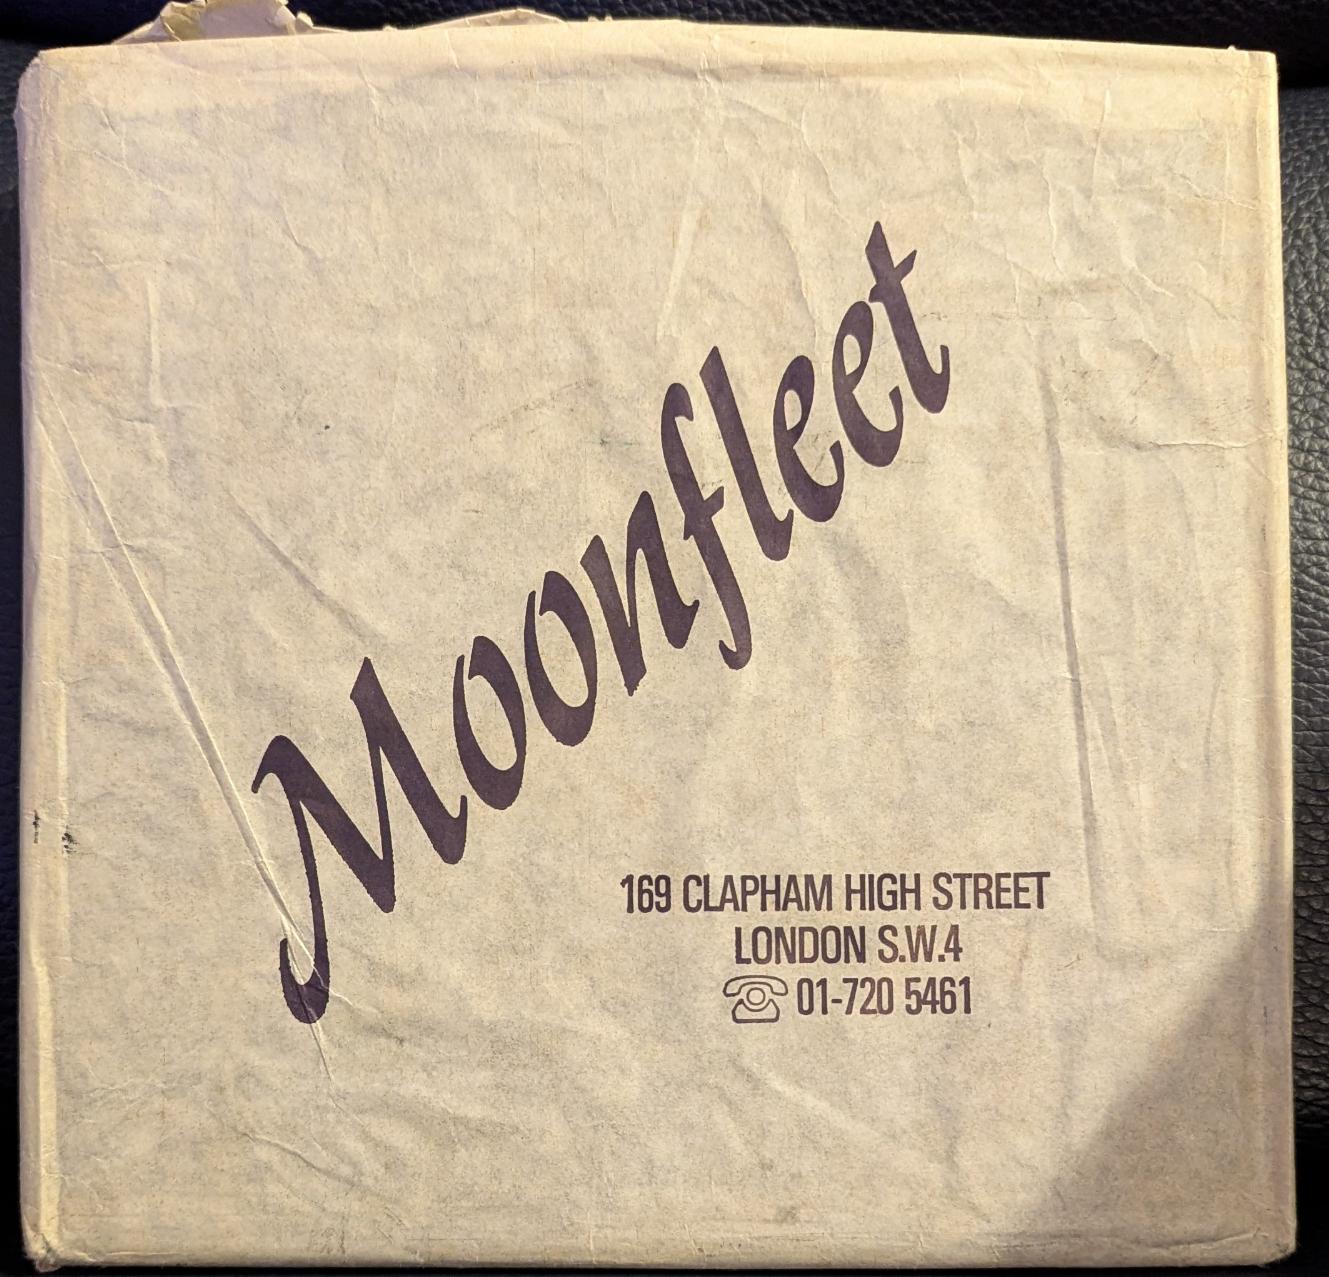 Moonfleet
169 CLAPHAM HIGH STREET
LONDON S.W.4
01-720 5461